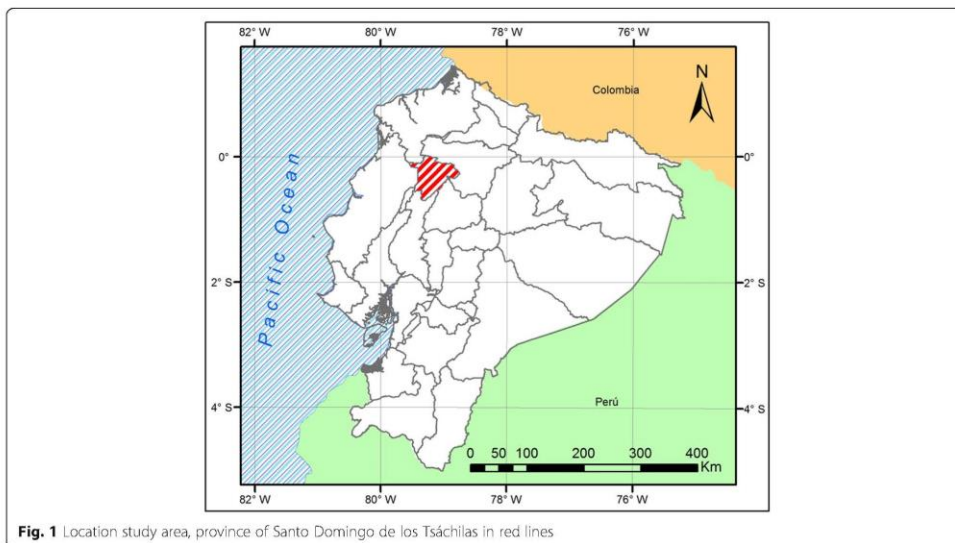 82° W 80° W 78° W 76° W
Colombia
N
0° 0°
Pacific Ocean
2° S 2° S
4° S 4° S
Perú
0 50 100 200 300 400
Km
82° W 80° W 78° W 76° W
Fig. 1 Location study area, province of Santo Domingo de los Tsáchilas in red lines